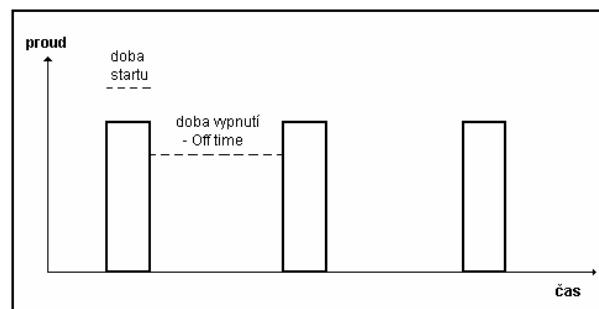 proud
doba
startu
doba vypnutí
- Off time
čas